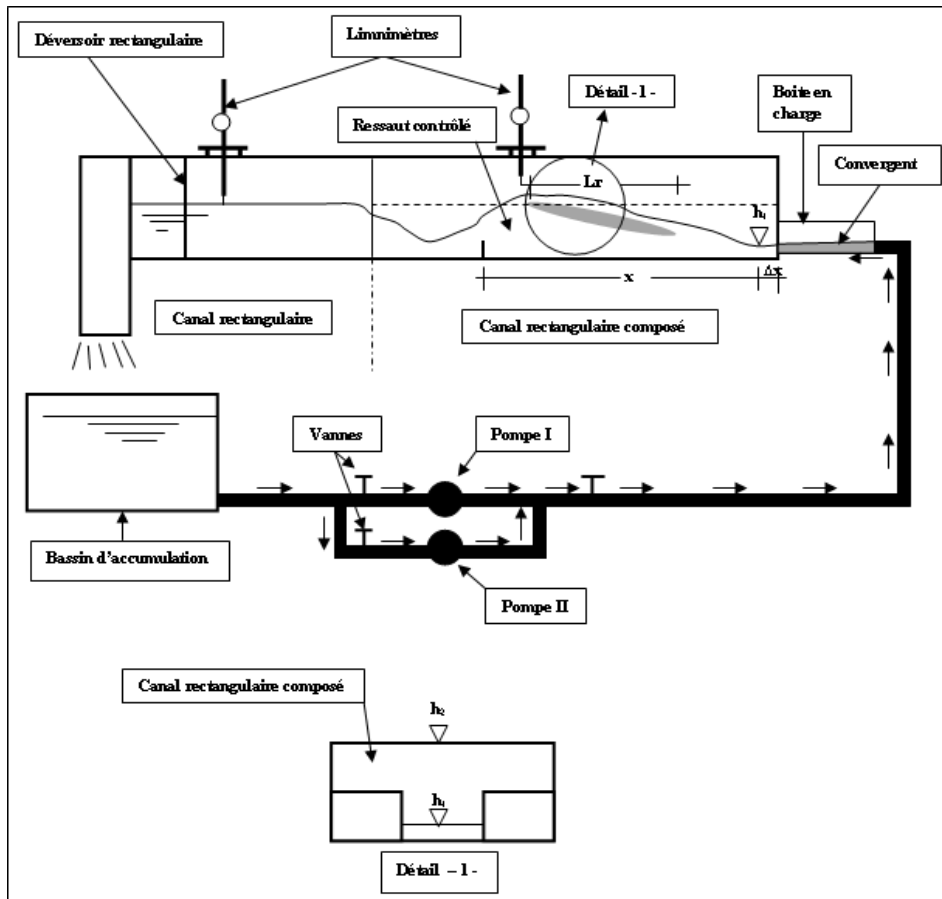 Déversoir rectangulaire
Limnimètres
Détail -1 -
Boite en
charge
Ressaut contrôlé
Convergent
Lr
h₁
x
Δx
Canal rectangulaire
Canal rectangulaire composé
Vannes
Pompe I
Bassin d'accumulation
Pompe II
Canal rectangulaire composé
h₂
h₁
Détail – 1 -